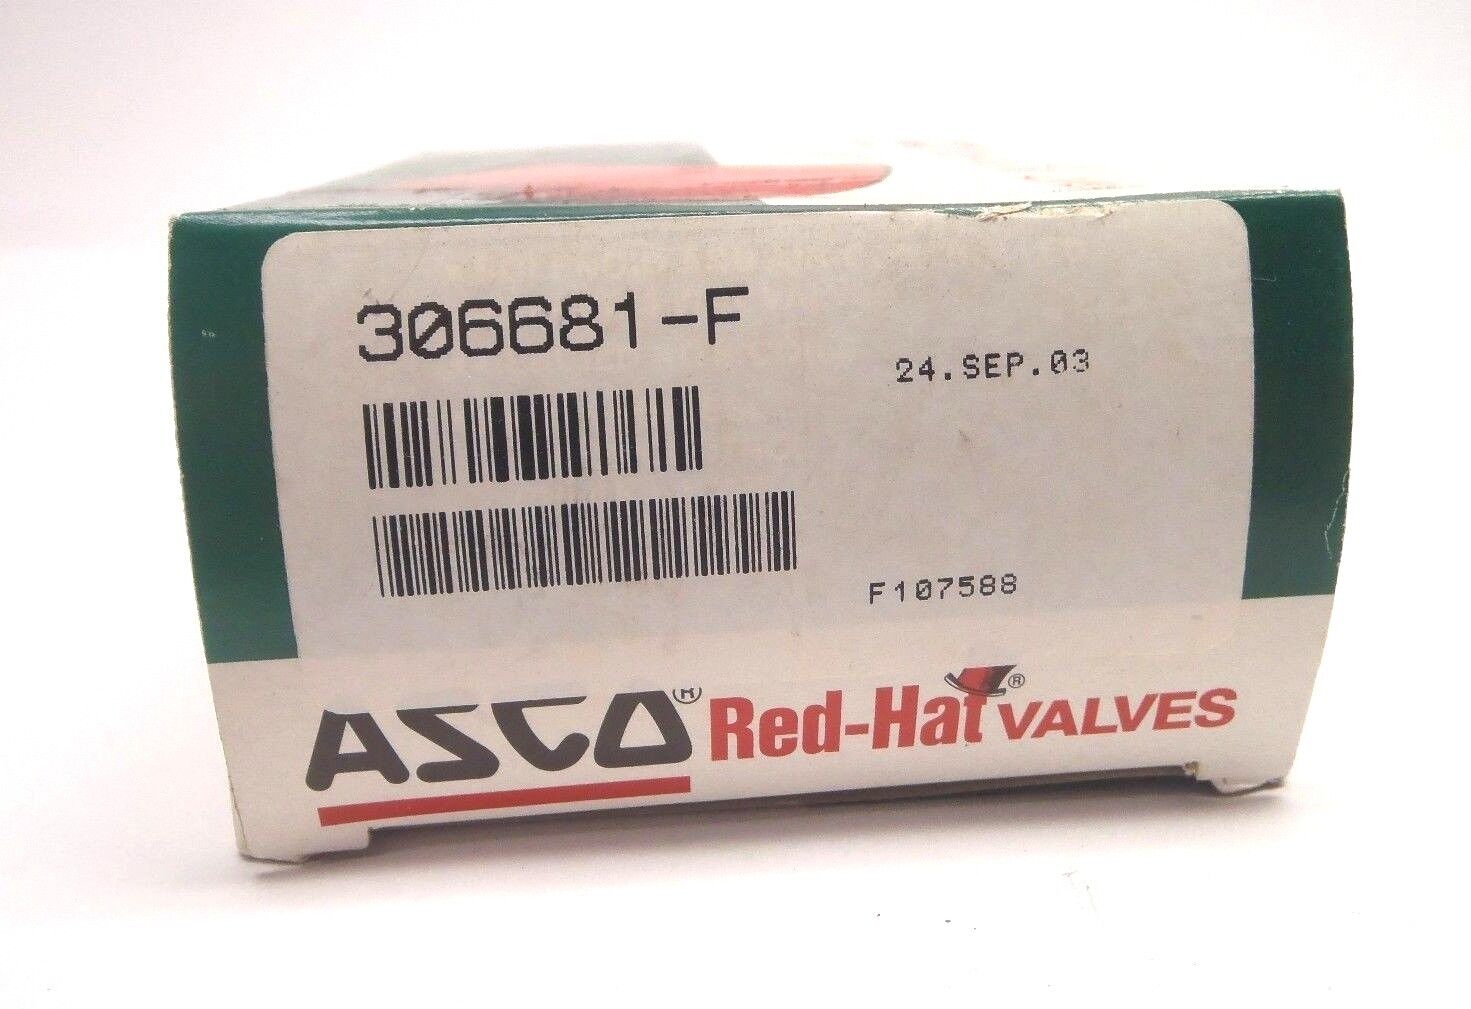 306681-F
24.SEP.03
F107588
ASCO® Red-Hat® VALVES